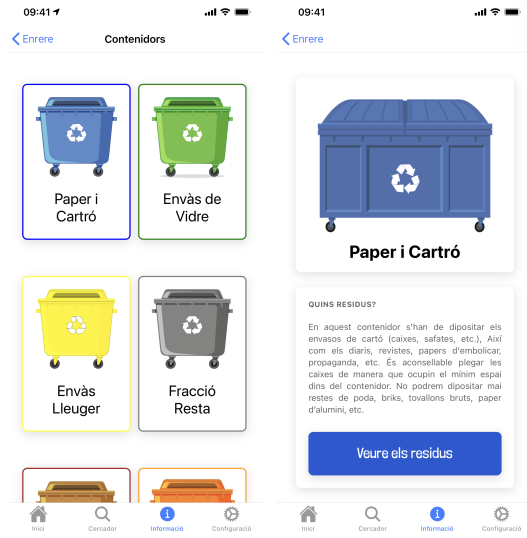 09:41
Enrere
Contenidors
Paper i
Cartró
Envàs de
Vidre
Envàs
Lleuger
Fracció
Resta
Inici
Cercador
Informació
Configuració
09:41
Enrere
Paper i Cartró
QUINS RESIDUS?
En aquest contenidor s'han de dipositar els
envasos de cartó (caixes, safates, etc.), Així
com els diaris, revistes, papers d'embolicar,
propaganda, etc. És aconsellable plegar les
caixes de manera que ocupin el mínim espai
dins del contenidor. No podrem dipositar mai
restes de poda, briks, tovallons bruts, paper
d'alumini, etc.
Veure els residus
Inici
Cercador
Informació
Configuració